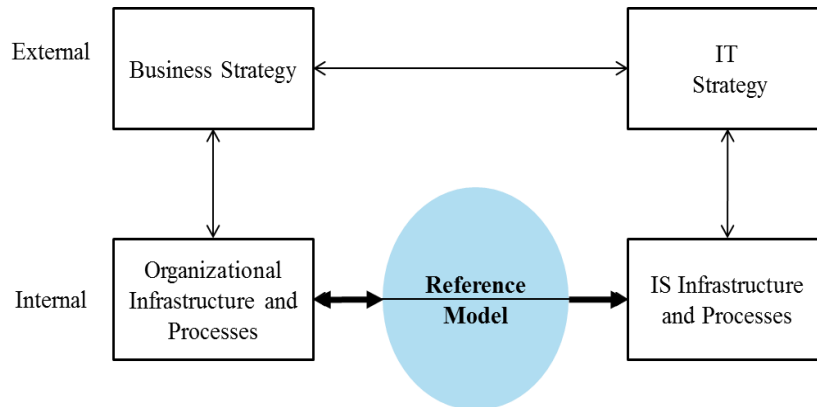 External
Business Strategy
IT
Strategy
Internal
Organizational
Infrastructure and
Processes
Reference
Model
IS Infrastructure
and Processes